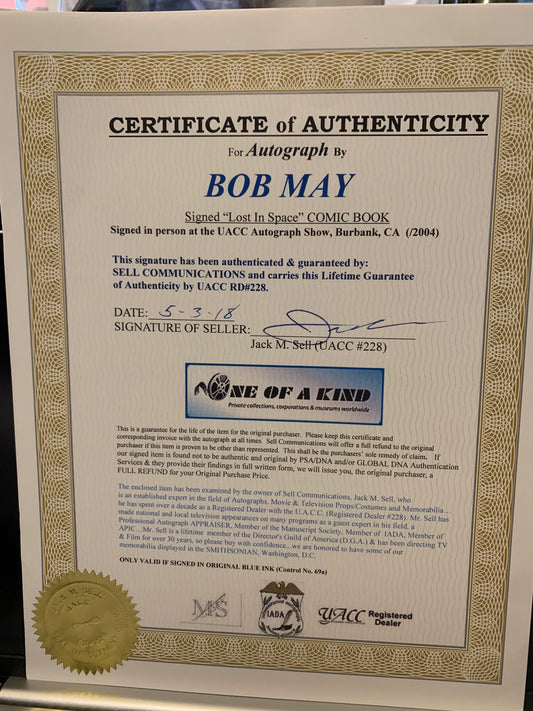 CERTIFICATE of AUTHENTICITY
For Autograph By
BOB MAY
Signed "Lost In Space" COMIC BOOK
Signed in person at the UACC Autograph Show, Burbank, CA (/2004)
This signature has been authenticated & guaranteed by:
SELL COMMUNICATIONS and carries this Lifetime Guarantee
of Authenticity by UACC RD#228.
DATE: 5-3-18
SIGNATURE OF SELLER:
Jack M. Sell (UACC #228)
ONE OF A KIND
Private collections, corporations & museums worldwide
This is a guarantee for the life of the item for the original purchaser. Please keep this certificate and
corresponding invoice with the autograph at all times. Sell Communications will offer a full refund to the original
purchaser if this item is proven to be other than represented. This shall be the purchasers' sole remedy of claim. If
our signed item is found not to be authentic and original by PSA/DNA and/or GLOBAL DNA Authentication
Services & they provide their findings in full written form, we will issue you, the original purchaser, a
FULL REFUND for your Original Purchase Price.
The enclosed item has been examined by the owner of Sell Communications, Jack M. Sell, who
is an established expert in the field of Autographs, Movie & Television Props/Costumes and Memorabilia...
he has spent over a decade as a Registered Dealer with the U.A.C.C. (Registered Dealer #228). Mr. Sell has
made national and local television appearances on many programs as a guest expert in his field, a
Professional Autograph APPRAISER, Member of the Manuscript Society, Member of IADA, Member of
APIC...Mr. Sell is a lifetime member of the Director's Guild of America (D.G.A.) & has been directing TV
& Film for over 30 years, so please buy with confidence...we are honored to have some of our
memorabilia displayed in the SMITHSONIAN, Washington, D.C.
ONLY VALID IF SIGNED IN ORIGINAL BLUE INK (Control No. 69a)
MS
IADA
UACC Registered
Dealer